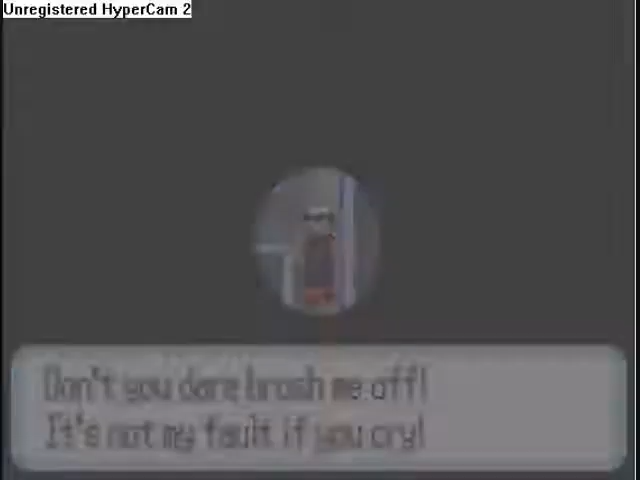 Unregistered HyperCam 2
Don't you dare brush me off!
It's not my fault if you cry!